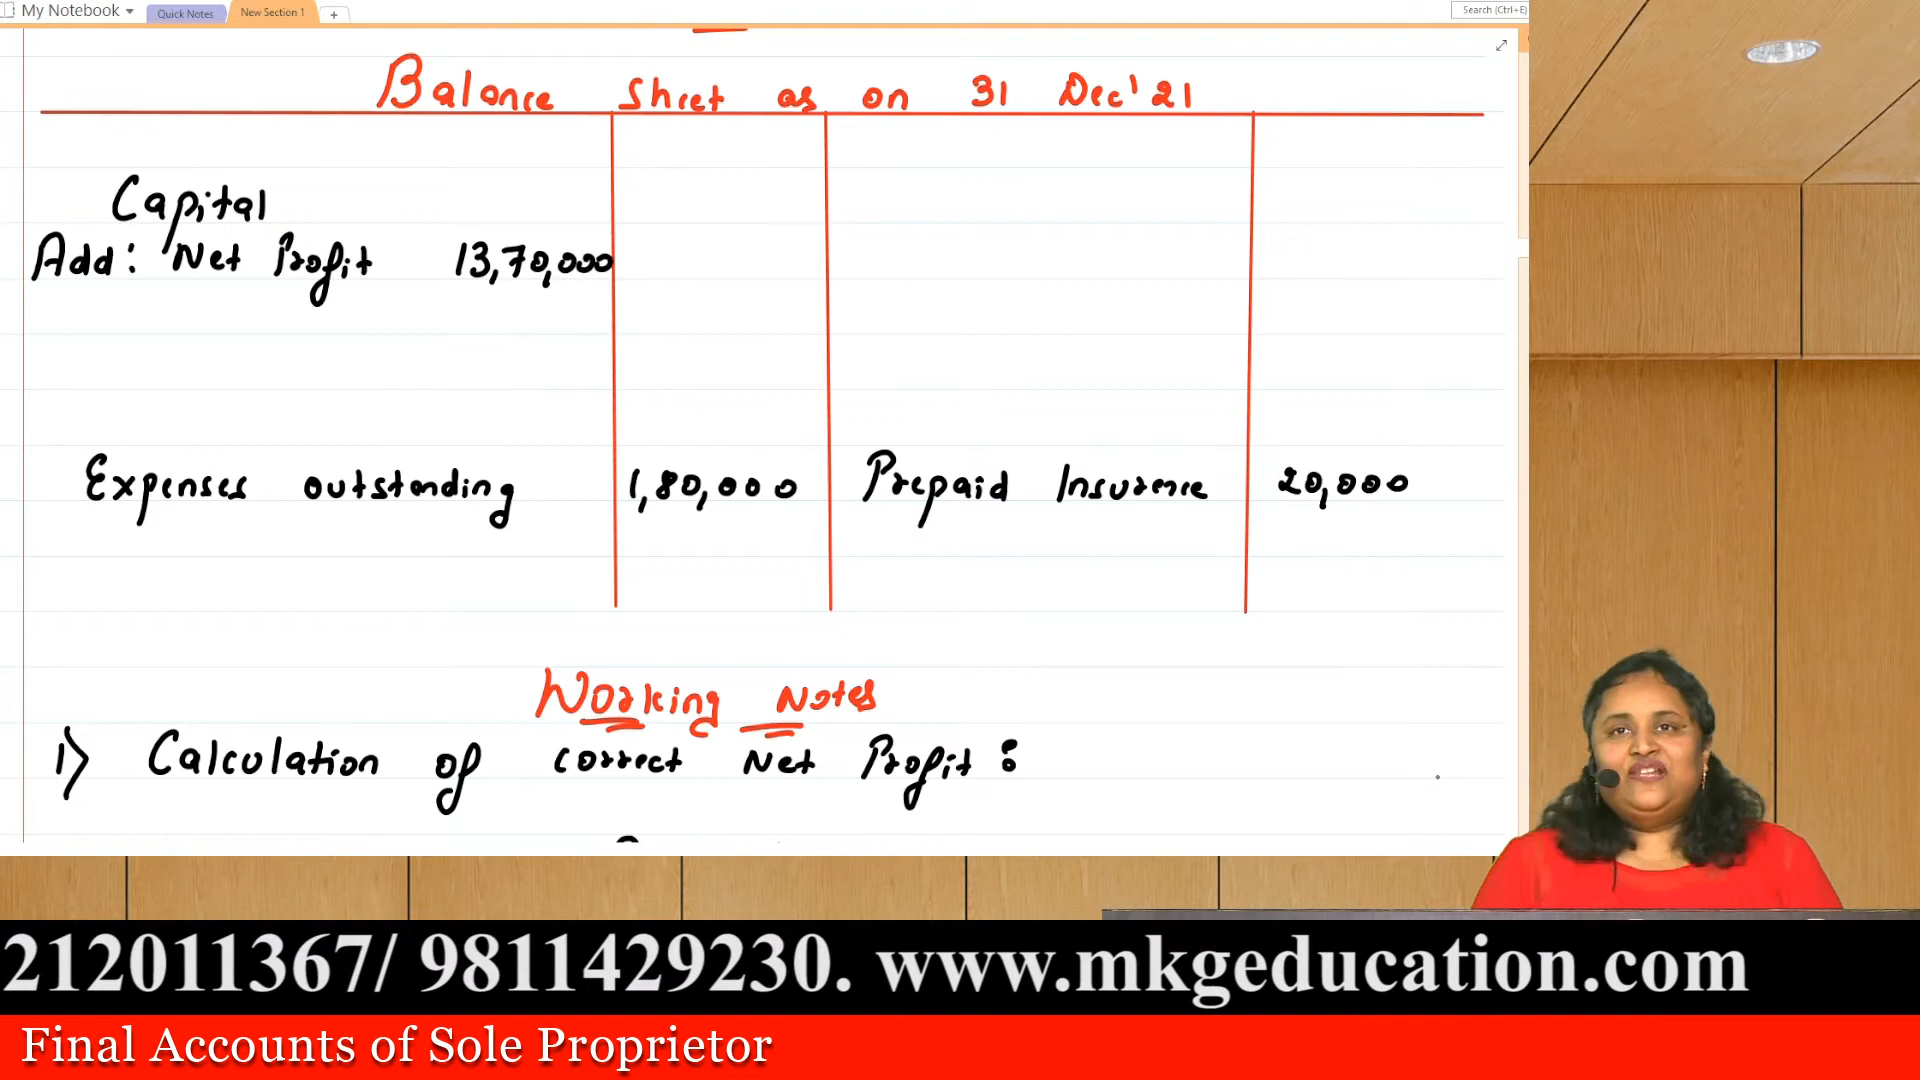 My Notebook Quick Notes New Section 1 + Search (Ctrl+E)
Balance Sheet as on 31 Dec' 21
Capital
Add: Net Profit 13,70,000
Expenses outstanding 1,80,000 Prepaid Insurance 20,000
Working Notes
1) Calculation of correct Net Profit :
212011367/ 9811429230. www.mkgeducation.com
Final Accounts of Sole Proprietor